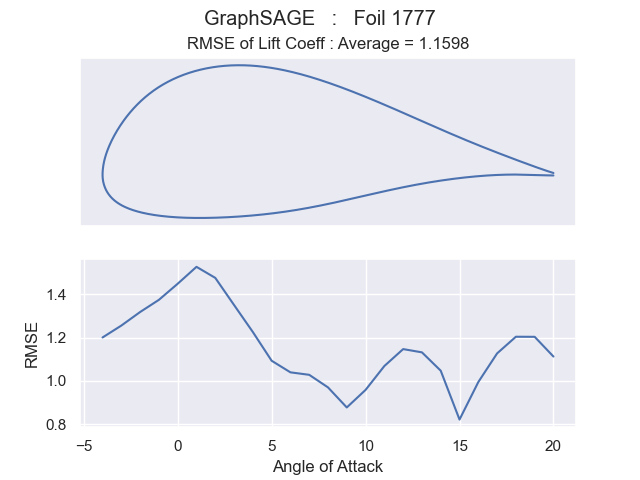 GraphSAGE   :   Foil 1777
RMSE of Lift Coeff : Average = 1.1598
1.4
1.2
1.0
0.8
RMSE
−5 0 5 10 15 20
Angle of Attack